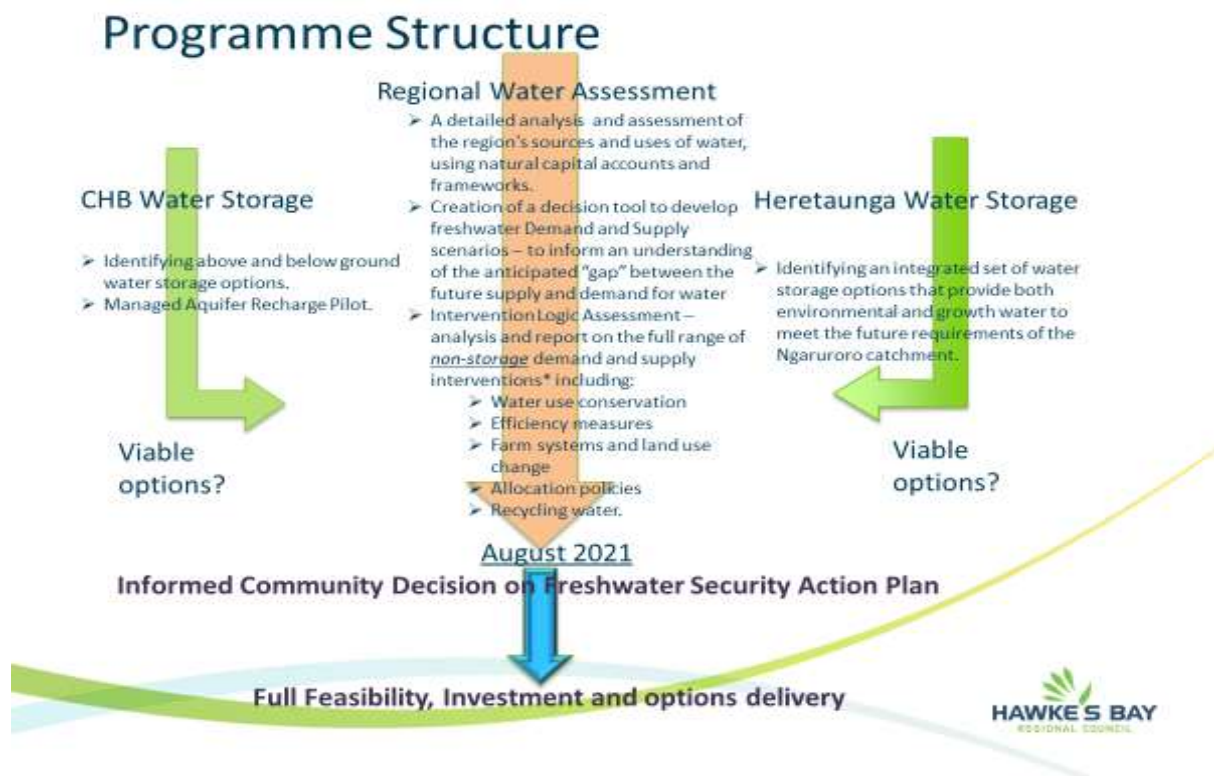 Programme Structure
Regional Water Assessment
➢ A detailed analysis and assessment of
the region's sources and uses of water,
using natural capital accounts and
frameworks.
➢ Creation of a decision tool to develop
freshwater Demand and Supply
scenarios – to inform an understanding
of the anticipated "gap" between the
future supply and demand for water
➢ Intervention Logic Assessment –
analysis and report on the full range of
non-storage demand and supply
interventions* including:
➢ Water use conservation
➢ Efficiency measures
➢ Farm systems and land use
change
➢ Allocation policies
➢ Recycling water.
CHB Water Storage
➢ Identifying above and below ground
water storage options.
➢ Managed Aquifer Recharge Pilot.
Viable
options?
Heretaunga Water Storage
➢ Identifying an integrated set of water
storage options that provide both
environmental and growth water to
meet the future requirements of the
Ngaruroro catchment.
Viable
options?
August 2021
Informed Community Decision on Freshwater Security Action Plan
Full Feasibility, Investment and options delivery
HAWKE'S BAY
REGIONAL COUNCIL